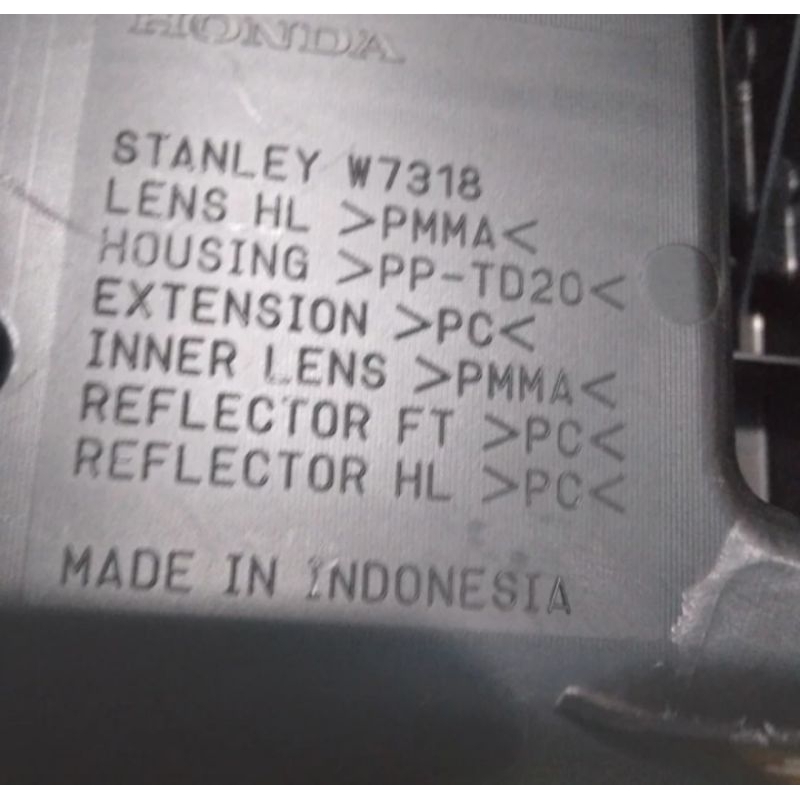 HONDA
STANLEY W7318
LENS HL >PMMA<
HOUSING >PP-TD20<
EXTENSION >PC<
INNER LENS >PMMA<
REFLECTOR FT >PC<
REFLECTOR HL >PC<
MADE IN INDONESIA